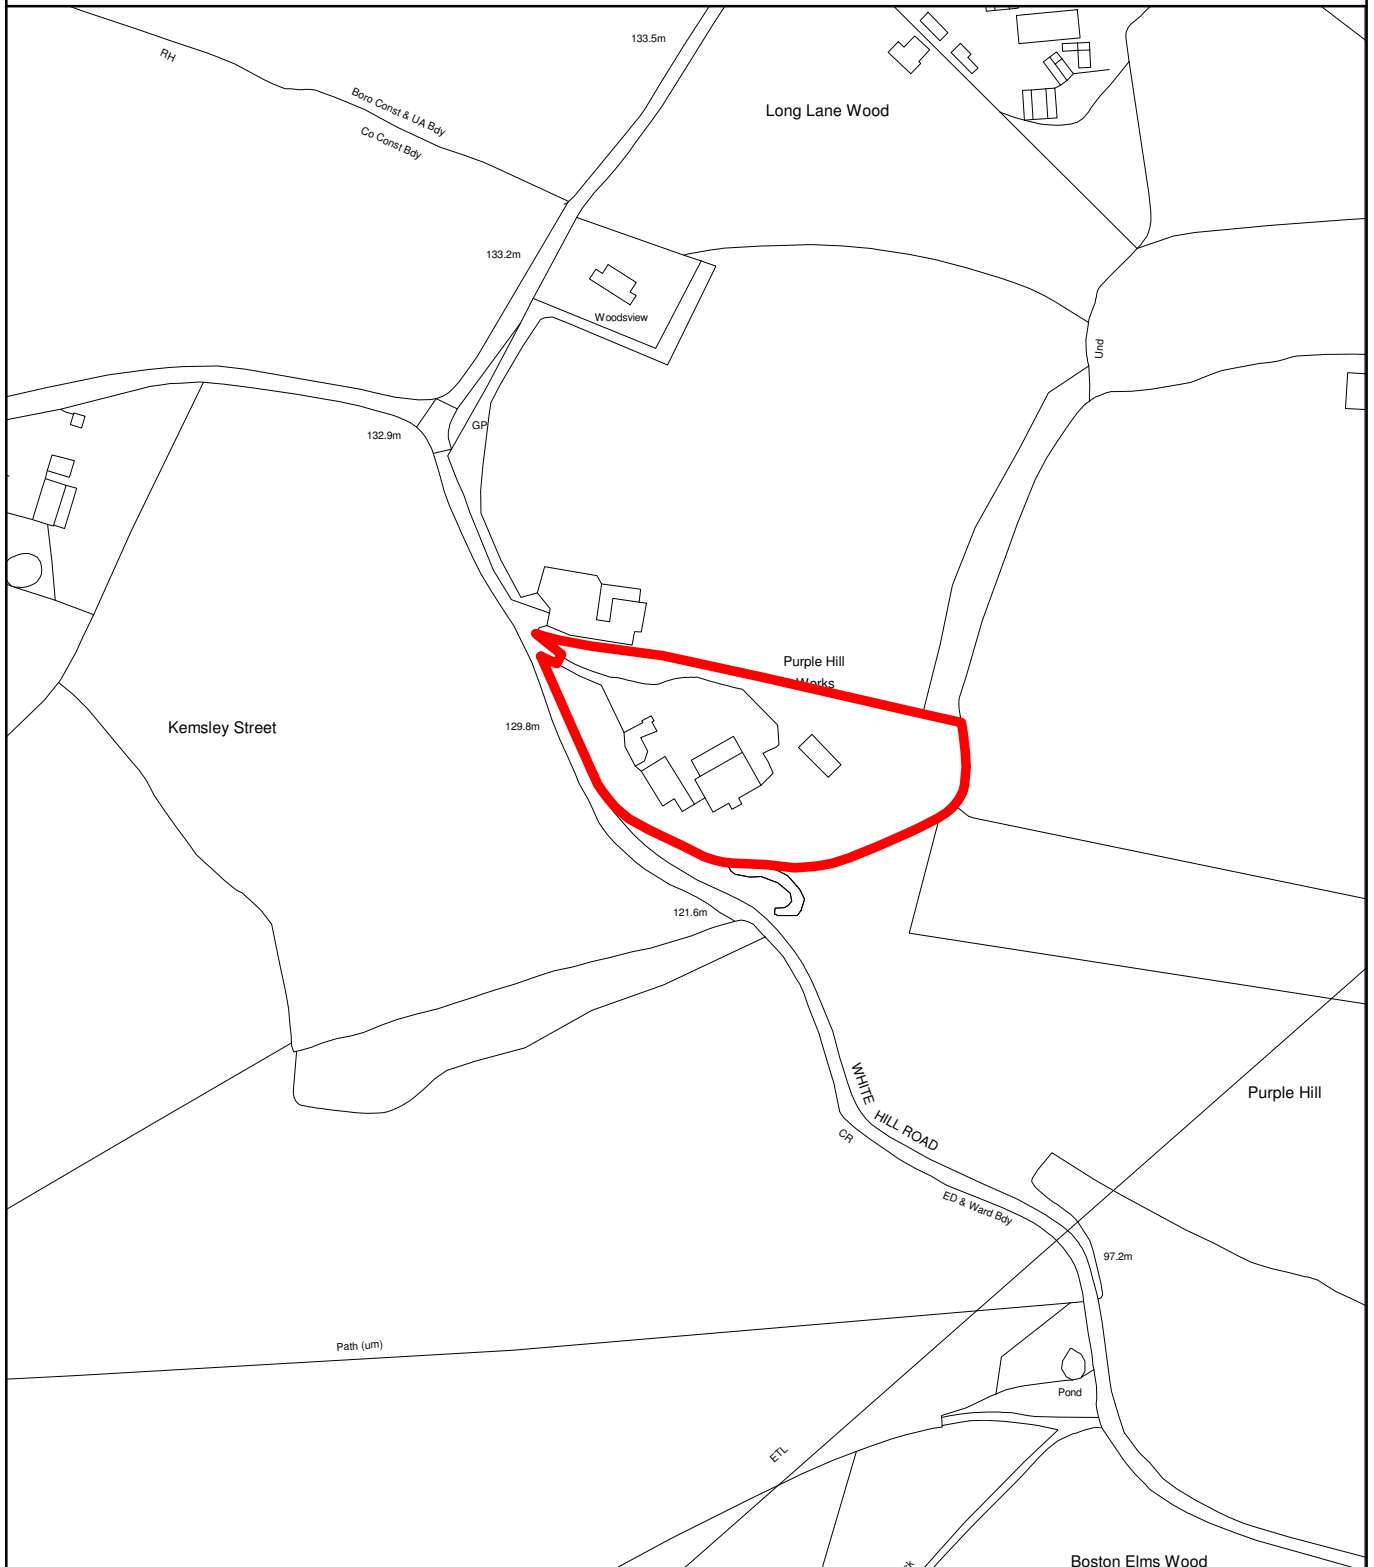 133.5m
RH
Boro Const & UA Bdy
Co Const Bdy
Long Lane Wood
133.2m
Woodsview
Und
GP
132.9m
Purple Hill
Works
Kemsley Street
129.8m
121.6m
WHITE HILL ROAD
CR
ED & Ward Bdy
Purple Hill
97.2m
Path (um)
Pond
ETL
Boston Elms Wood